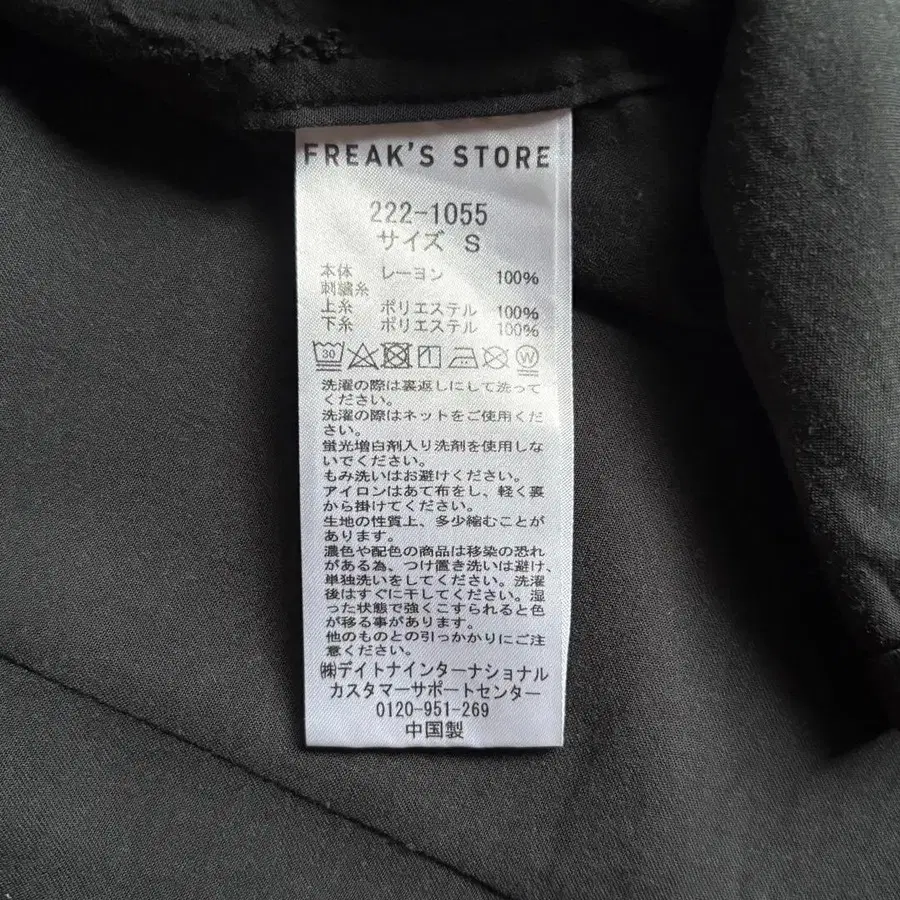 FREAK'S STORE
222-1055
サイズ S
本体 レーヨン 100%
刺繍糸
上糸 ポリエステル 100%
下糸 ポリエステル 100%
30
W
洗濯の際は裏返しにして洗って
ください。
洗濯の際はネットをご使用くだ
さい。
蛍光増白剤入り洗剤を使用しな
いでください。
もみ洗いはお避けください。
アイロンはあて布をし、軽く裏
から掛けてください。
生地の性質上、多少縮むことが
あります。
濃色や配色の商品は移染の恐れ
がある為、つけ置き洗いは避け、
単独洗いをしてください。洗濯
後はすぐに干してください。湿
った状態で強くこすられると色
が移る事があります。
他のものとの引っかかりにご注
意ください。
㈱デイトナインターナショナル
カスタマーサポートセンター
0120-951-269
中国製